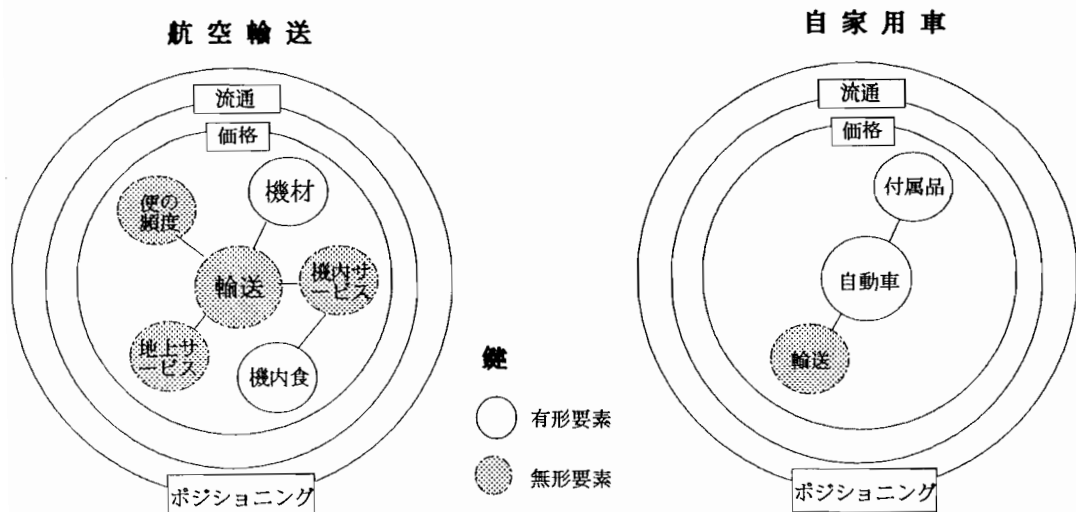 航空輸送
流通
価格
機材
便の
頻度
輸送
機内サ
ービス
地上サ
ービス
機内食
ポジショニング
鍵
有形要素
無形要素
自家用車
流通
価格
付属品
自動車
輸送
ポジショニング